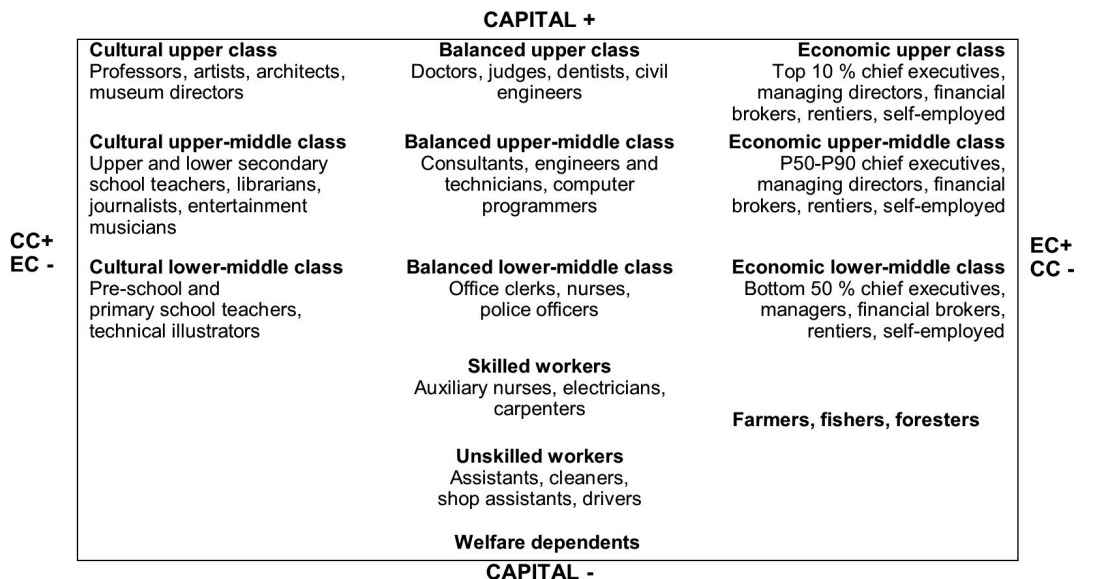 CAPITAL +
Cultural upper class
Professors, artists, architects,
museum directors
Balanced upper class
Doctors, judges, dentists, civil
engineers
Economic upper class
Top 10 % chief executives,
managing directors, financial
brokers, rentiers, self-employed
Cultural upper-middle class
Upper and lower secondary
school teachers, librarians,
journalists, entertainment
musicians
Balanced upper-middle class
Consultants, engineers and
technicians, computer
programmers
Economic upper-middle class
P50-P90 chief executives,
managing directors, financial
brokers, rentiers, self-employed
CC+
EC -
EC+
CC -
Cultural lower-middle class
Pre-school and
primary school teachers,
technical illustrators
Balanced lower-middle class
Office clerks, nurses,
police officers
Economic lower-middle class
Bottom 50 % chief executives,
managers, financial brokers,
rentiers, self-employed
Skilled workers
Auxiliary nurses, electricians,
carpenters
Farmers, fishers, foresters
Unskilled workers
Assistants, cleaners,
shop assistants, drivers
Welfare dependents
CAPITAL -